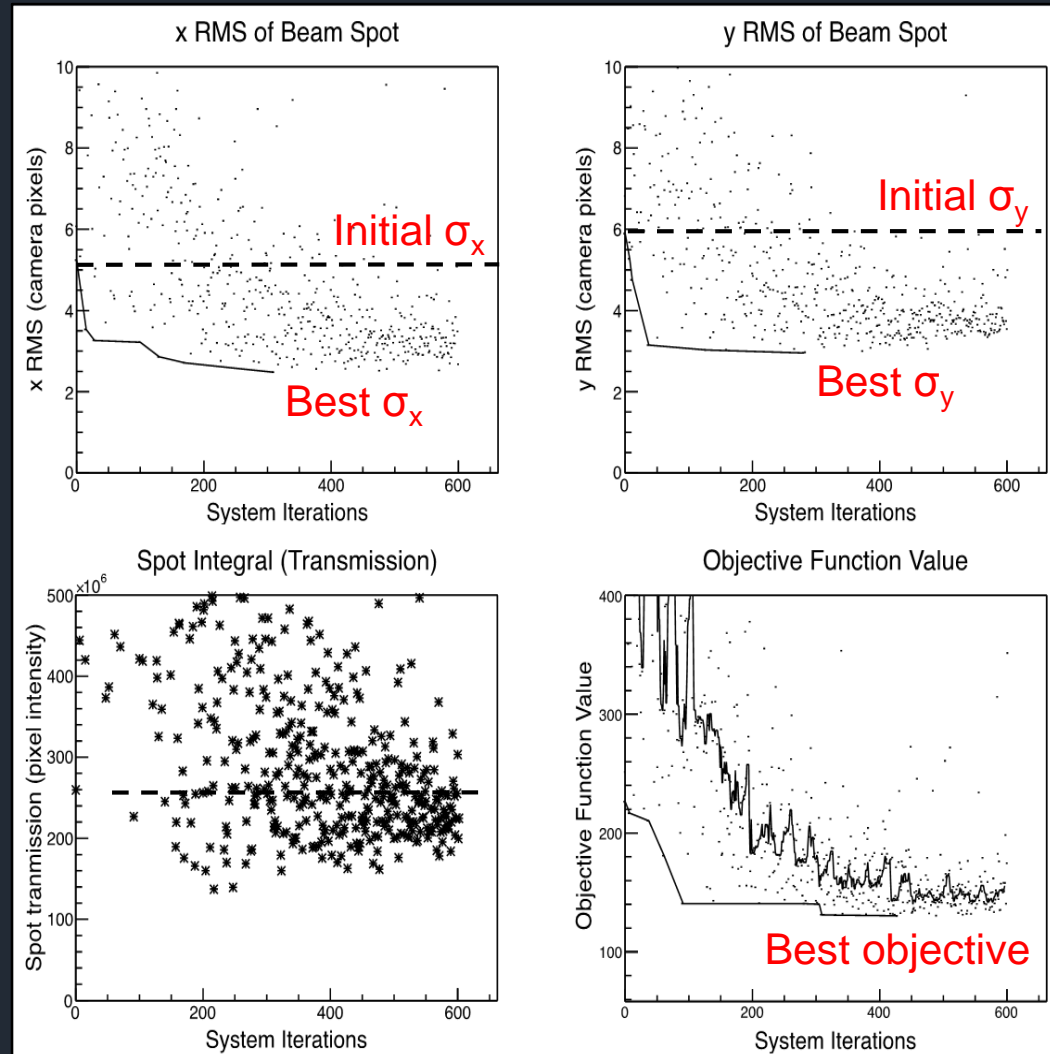 x RMS of Beam Spot
10
8
6
4
2
0
x RMS (camera pixels)
Initial σx
Best σx
0 200 400 600
System Iterations
y RMS of Beam Spot
10
8
6
4
2
0
y RMS (camera pixels)
Initial σy
Best σy
0 200 400 600
System Iterations
Spot Integral (Transmission)
×10^6
500
400
300
200
100
0
Spot tranmission (pixel intensity)
0 200 400 600
System Iterations
Objective Function Value
400
300
200
100
Objective Function Value
Best objective
0 200 400 600
System Iterations